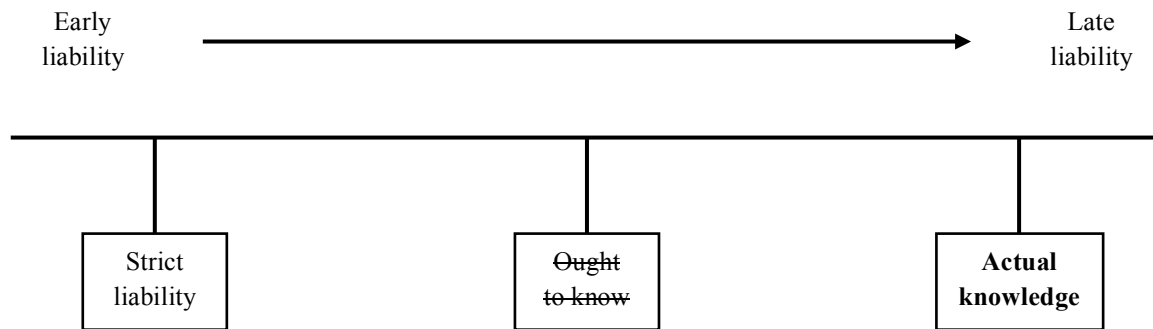 Early
liability
Late
liability
Strict
liability
Ought
to know
Actual
knowledge